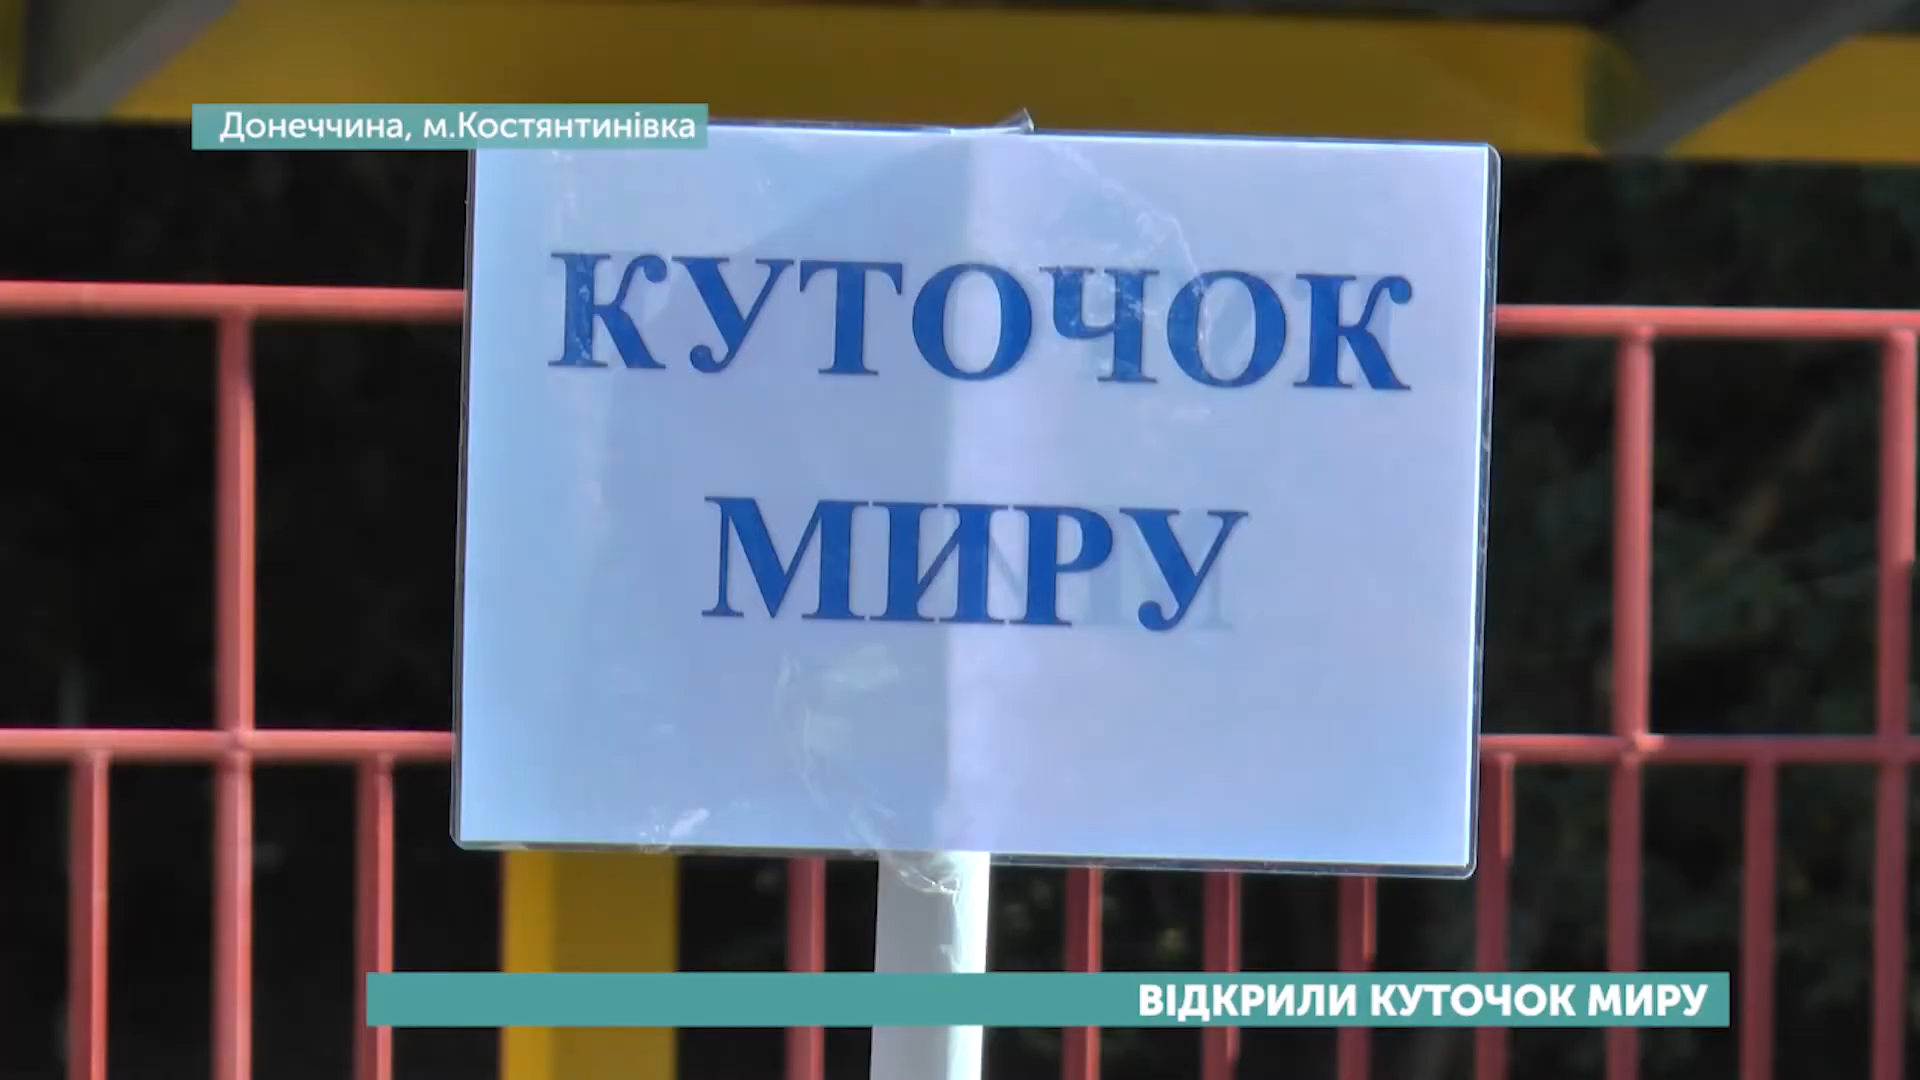 Донеччина, м.Костянтинівка
КУТОЧОК
МИРУ
ВІДКРИЛИ КУТОЧОК МИРУ